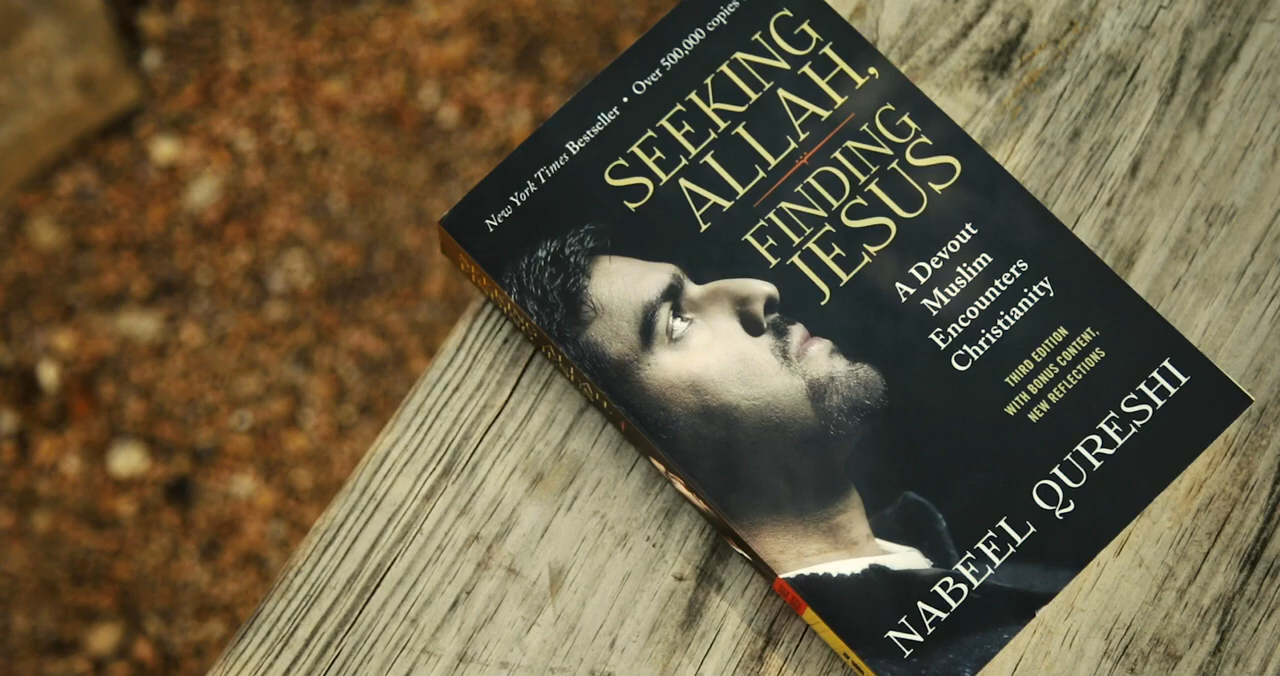 New York Times Bestseller • Over 500,000 copies
SEEKING
ALLAH,
FINDING
JESUS
A Devout
Muslim
Encounters
Christianity
THIRD EDITION
WITH BONUS CONTENT,
NEW REFLECTIONS
NABEEL QURESHI